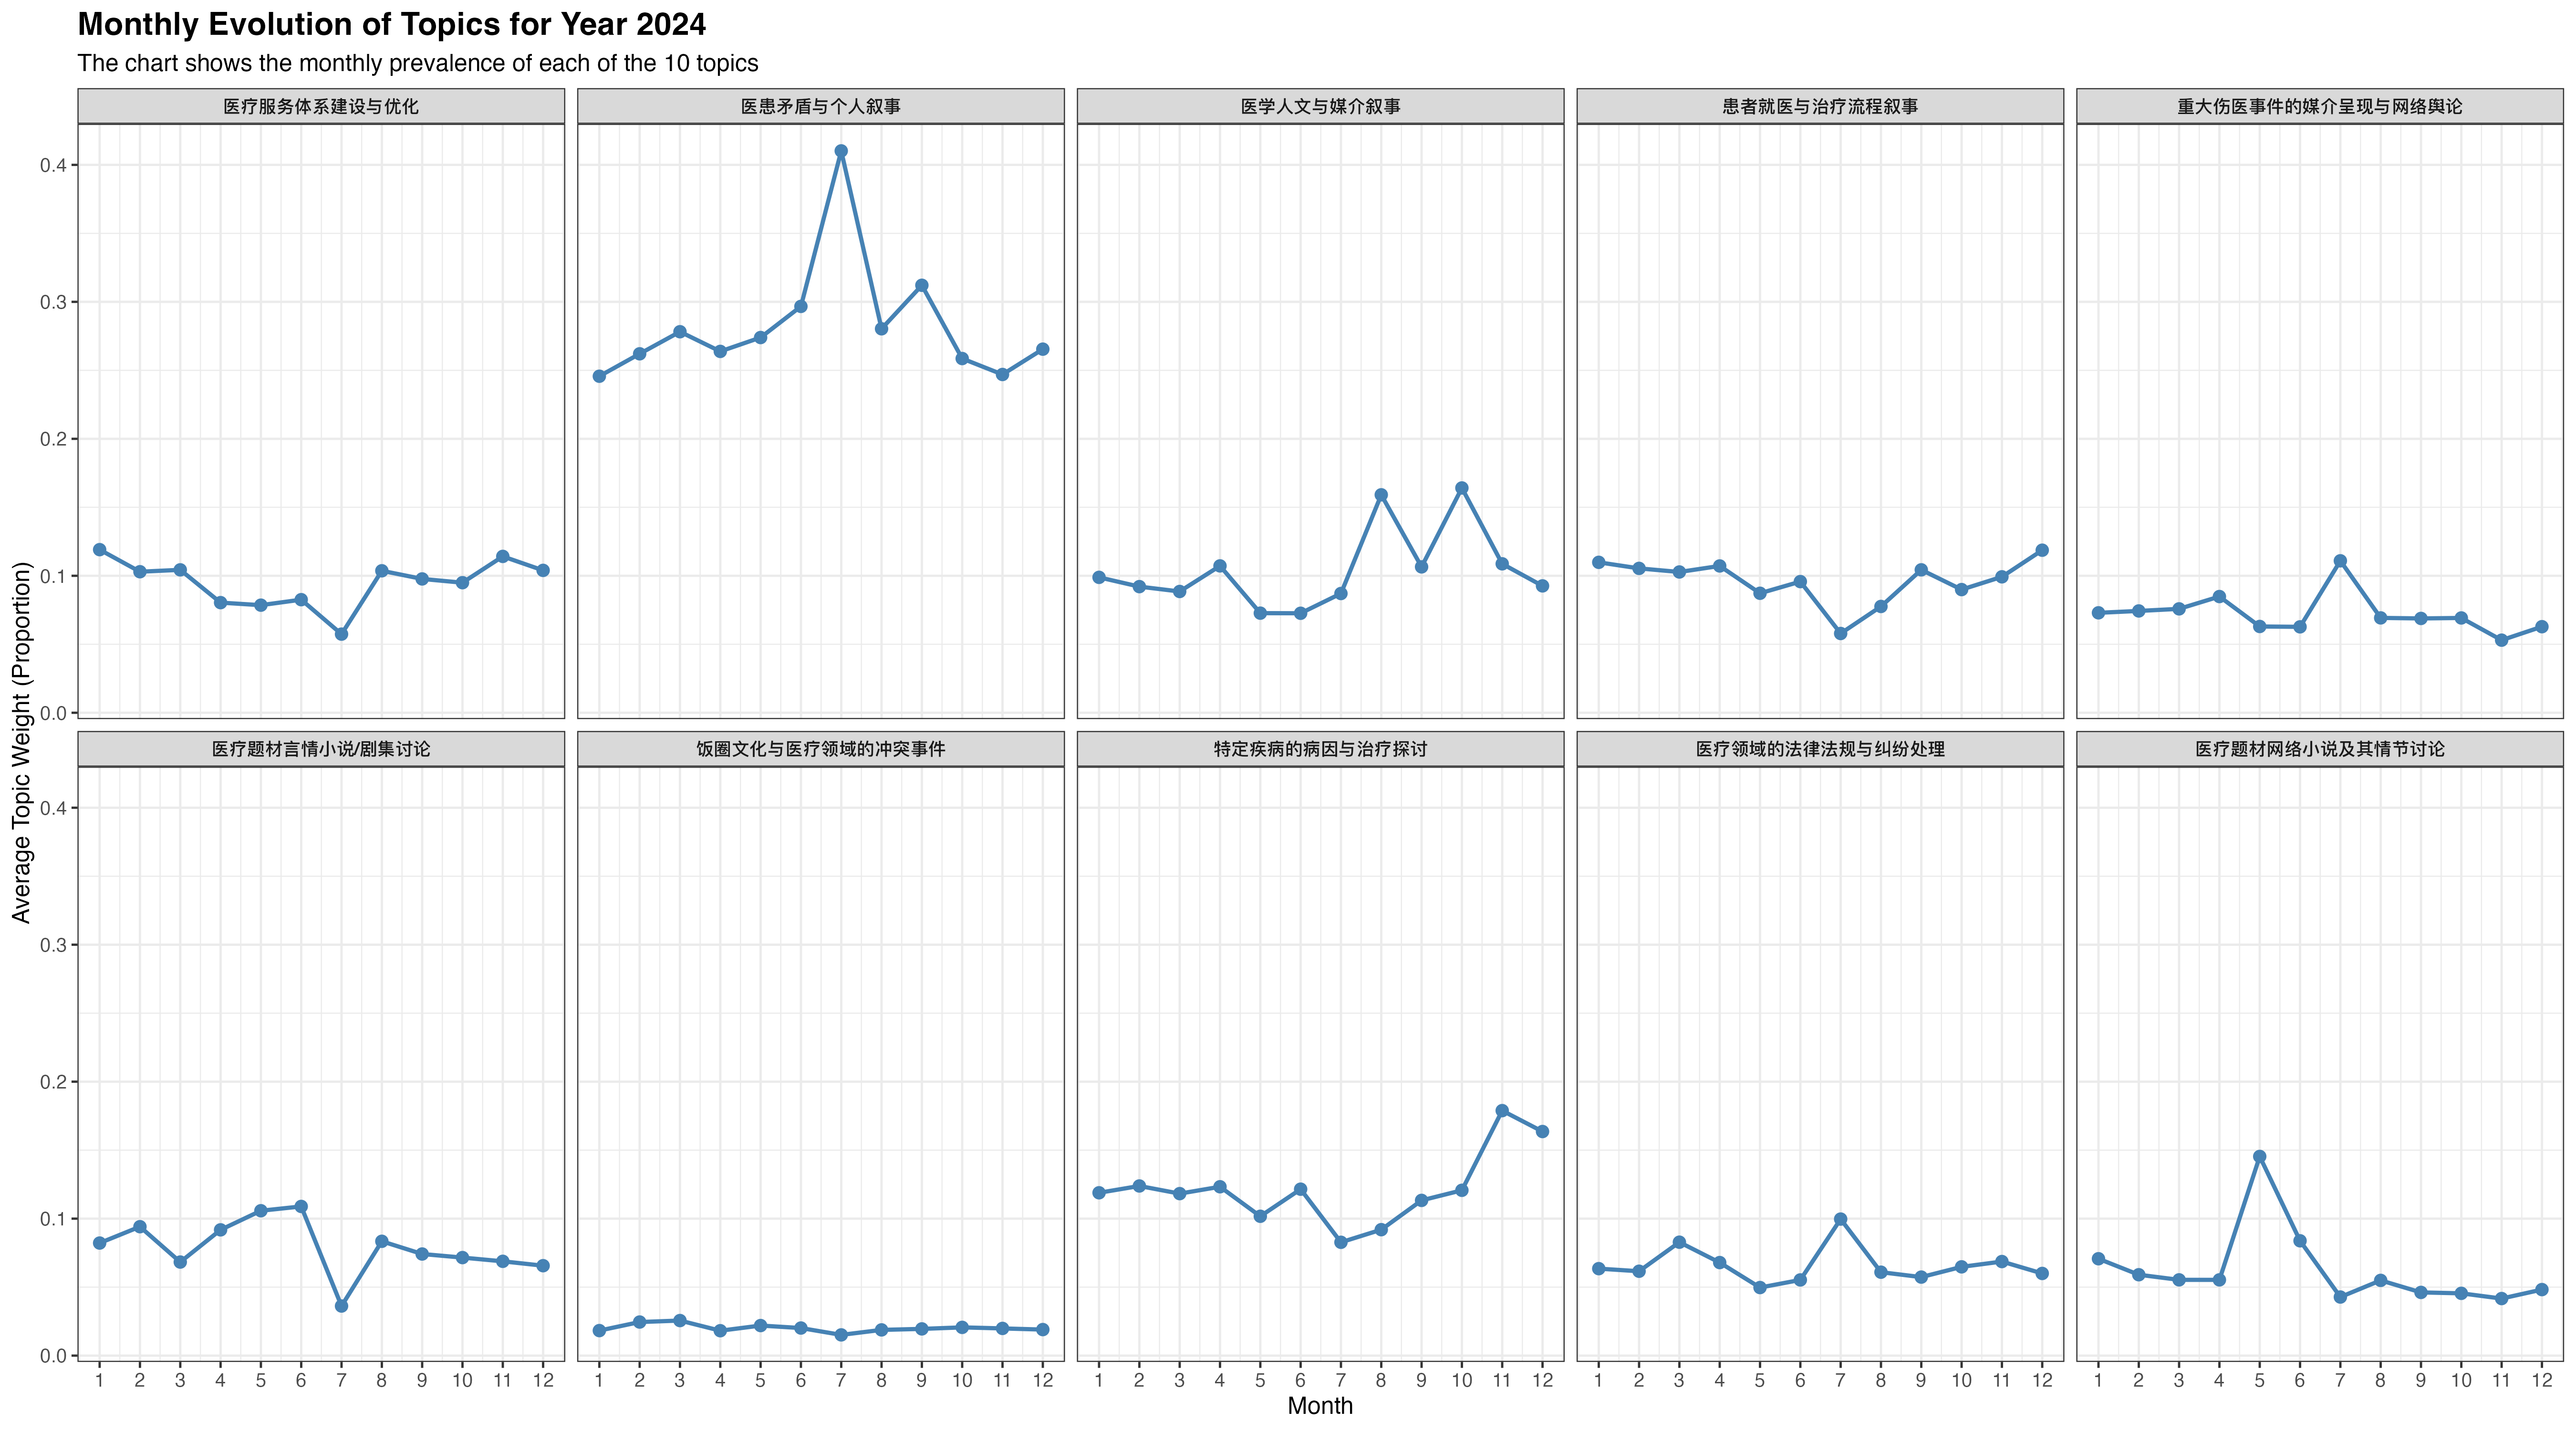 Monthly Evolution of Topics for Year 2024
The chart shows the monthly prevalence of each of the 10 topics
医疗服务体系建设与优化
医患矛盾与个人叙事
医学人文与媒介叙事
患者就医与治疗流程叙事
重大伤医事件的媒介呈现与网络舆论
0.4
0.3
0.2
0.1
0.0
医疗题材言情小说/剧集讨论
饭圈文化与医疗领域的冲突事件
特定疾病的病因与治疗探讨
医疗领域的法律法规与纠纷处理
医疗题材网络小说及其情节讨论
0.4
0.3
0.2
0.1
0.0
1 2 3 4 5 6 7 8 9 10 11 12
1 2 3 4 5 6 7 8 9 10 11 12
1 2 3 4 5 6 7 8 9 10 11 12
1 2 3 4 5 6 7 8 9 10 11 12
1 2 3 4 5 6 7 8 9 10 11 12
Month
Average Topic Weight (Proportion)